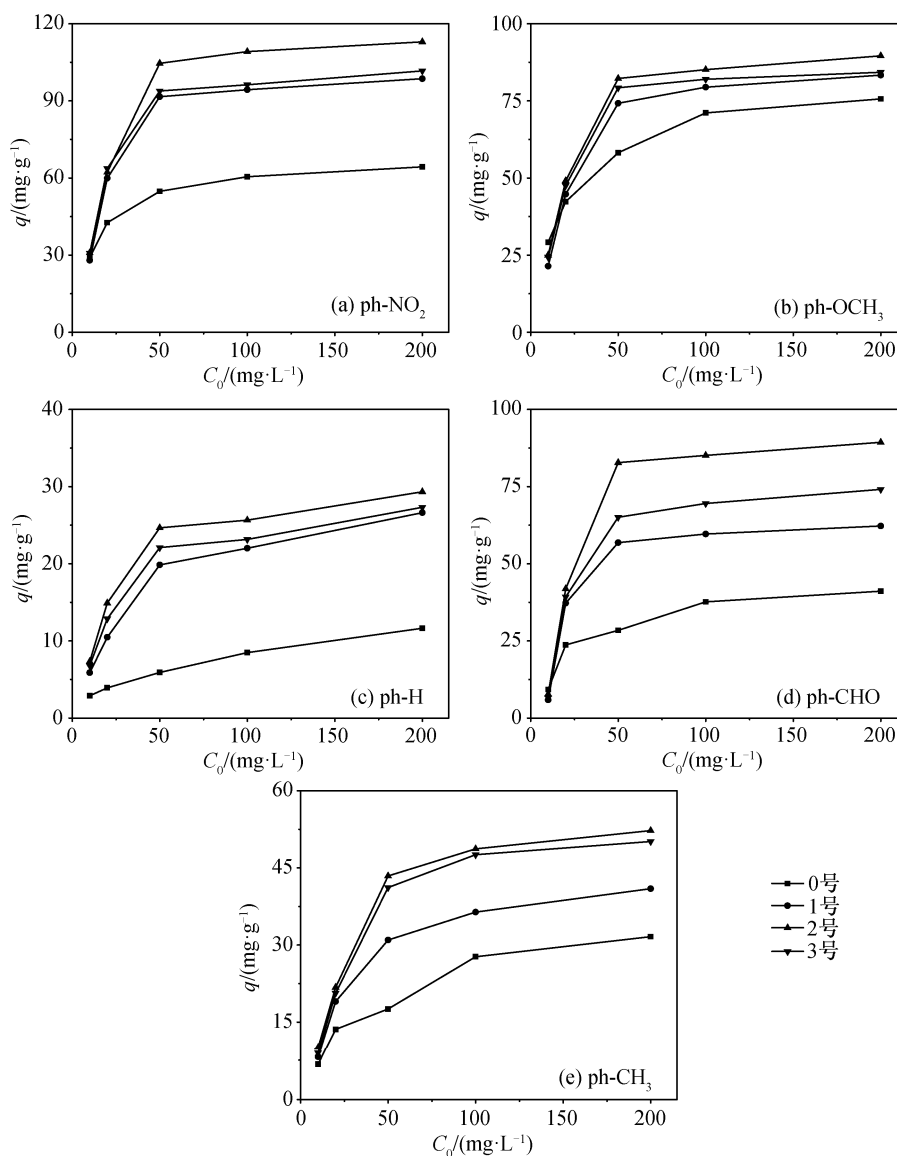 120
90
60
30
0
q/(mg·g⁻¹)
(a) ph-NO₂
0 50 100 150 200
C₀/(mg·L⁻¹)
100
75
50
25
0
q/(mg·g⁻¹)
(b) ph-OCH₃
0 50 100 150 200
C₀/(mg·L⁻¹)
40
30
20
10
0
q/(mg·g⁻¹)
(c) ph-H
0 50 100 150 200
C₀/(mg·L⁻¹)
100
75
50
25
0
q/(mg·g⁻¹)
(d) ph-CHO
0 50 100 150 200
C₀/(mg·L⁻¹)
60
45
30
15
0
q/(mg·g⁻¹)
(e) ph-CH₃
0 50 100 150 200
C₀/(mg·L⁻¹)
0号
1号
2号
3号